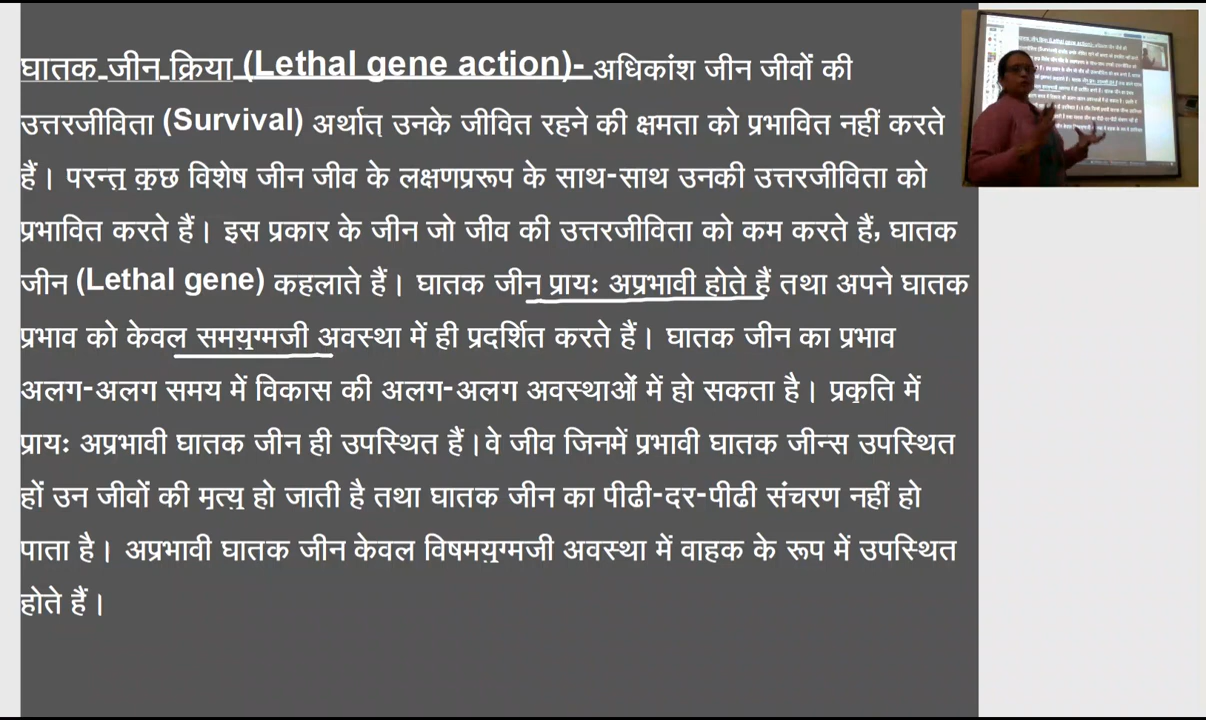 घातक जीन क्रिया (Lethal gene action)- अधिकांश जीन जीवों की
उत्तरजीविता (Survival) अर्थात् उनके जीवित रहने की क्षमता को प्रभावित नहीं करते
हैं। परन्तु कुछ विशेष जीन जीव के लक्षणप्ररूप के साथ-साथ उनकी उत्तरजीविता को
प्रभावित करते हैं। इस प्रकार के जीन जो जीव की उत्तरजीविता को कम करते हैं, घातक
जीन (Lethal gene) कहलाते हैं। घातक जीन प्रायः अप्रभावी होते हैं तथा अपने घातक
प्रभाव को केवल समयुग्मजी अवस्था में ही प्रदर्शित करते हैं। घातक जीन का प्रभाव
अलग-अलग समय में विकास की अलग-अलग अवस्थाओं में हो सकता है। प्रकृति में
प्रायः अप्रभावी घातक जीन ही उपस्थित हैं। वे जीव जिनमें प्रभावी घातक जीन्स उपस्थित
हों उन जीवों की मृत्यु हो जाती है तथा घातक जीन का पीढी-दर-पीढी संचरण नहीं हो
पाता है। अप्रभावी घातक जीन केवल विषमयुग्मजी अवस्था में वाहक के रूप में उपस्थित
होते हैं।